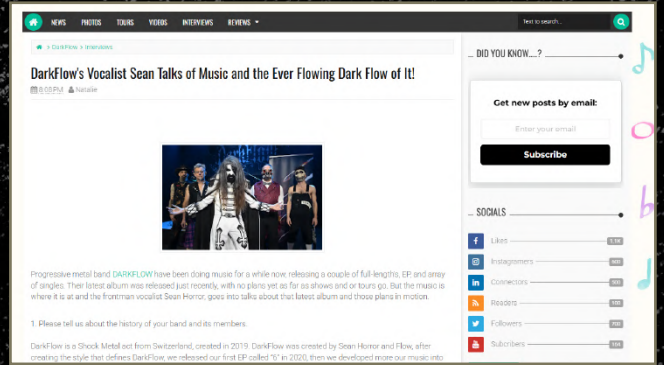 NEWS PHOTOS TOURS VIDEOS INTERVIEWS REVIEWS
Text to search...
> DarkFlow > Interviews
DarkFlow's Vocalist Sean Talks of Music and the Ever Flowing Dark Flow of It!
8:03 PM Natalie
Progressive metal band DARKFLOW have been doing music for a while now, releasing a couple of full-lengths, EP and array
of singles. Their latest album was released just recently, with no plans yet as far as shows and or tours go. But the music is
where it is at and the frontman vocalist Sean Horror, goes into talks about that latest album and those plans in motion.
1. Please tell us about the history of your band and its members.
DarkFlow is a Shock Metal act from Switzerland, created in 2019. DarkFlow was created by Sean Horror and Flow, after
creating the style that defines DarkFlow, we released our first EP called "6" in 2020, then we developed more our music into
DID YOU KNOW....?
Get new posts by email:
Enter your email
Subscribe
SOCIALS
Likes
Instagrammers
Connectors
Readers
Followers
Subcribers